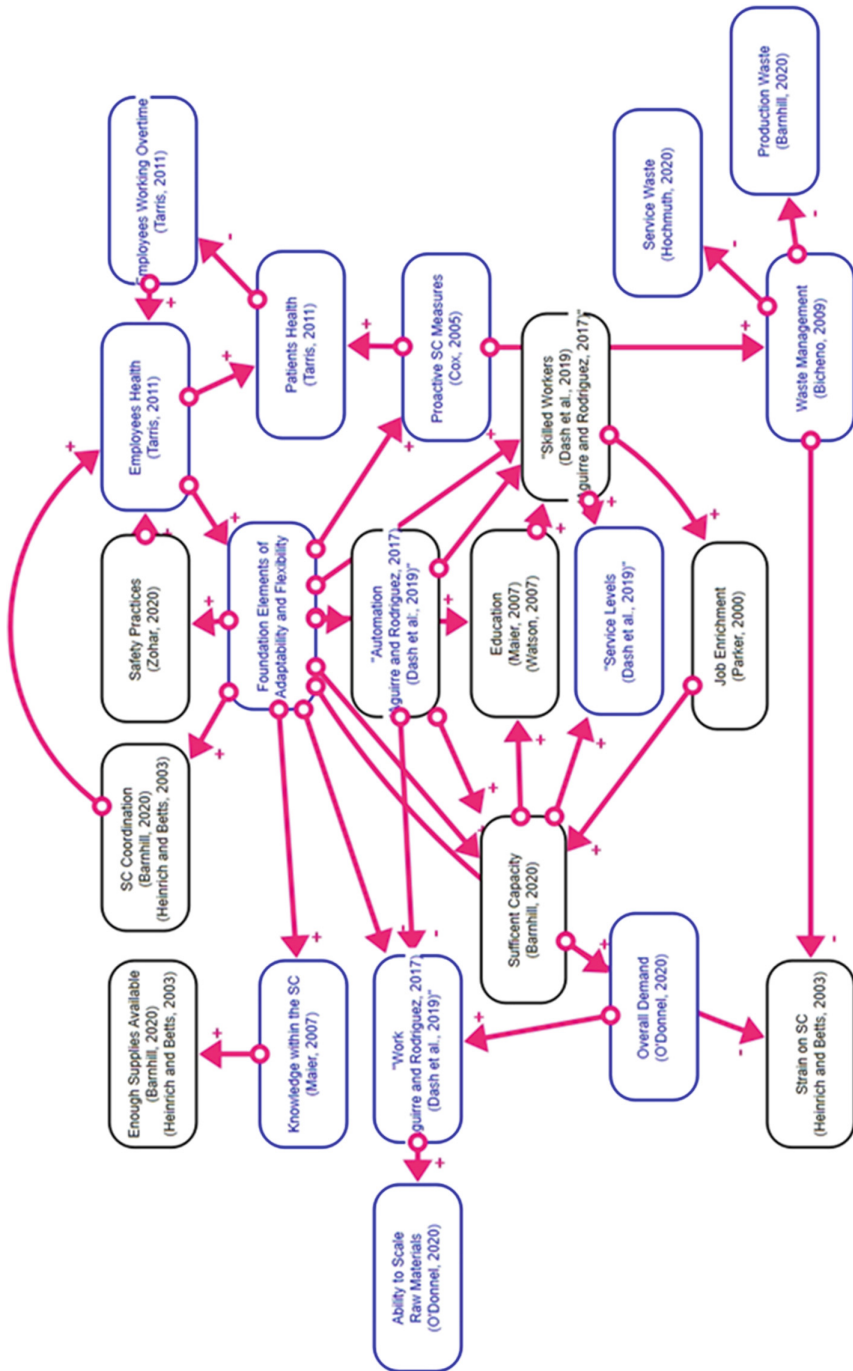 Enough Supplies Available
(Barnhill, 2020)
(Heinrich and Betts, 2003)
SC Coordination
(Barnhill, 2020)
(Heinrich and Betts, 2003)
Safety Practices
(Zohar, 2020)
Employees Health
(Tarris, 2011)
Employees Working Overtime
(Tarris, 2011)
Knowledge within the SC
(Maier, 2007)
Foundation Elements of
Adaptability and Flexibility
Patients Health
(Tarris, 2011)
Ability to Scale
Raw Materials
(O'Donnel, 2020)
"Work
Aguirre and Rodriguez, 2017)
(Dash et al., 2019)"
"Automation
Aguirre and Rodriguez, 2017)
(Dash et al:, 2019)"
Proactive SC Measures
(Cox, 2005)
Sufficent Capacity
(Barnhill, 2020)
Education
(Maier, 2007)
(Watson, 2007)
"Skilled Workers
(Dash et al., 2019)
Aguirre and Rodriguez, 2017)"
Overall Demand
(O'Donnel, 2020)
"Service Levels
(Dash et al., 2019)"
Service Waste
(Hochmuth, 2020)
Job Enrichment
(Parker, 2000)
Strain on SC
(Heinrich and Betts, 2003)
Waste Management
(Bicheno, 2009)
Production Waste
(Barnhill, 2020)